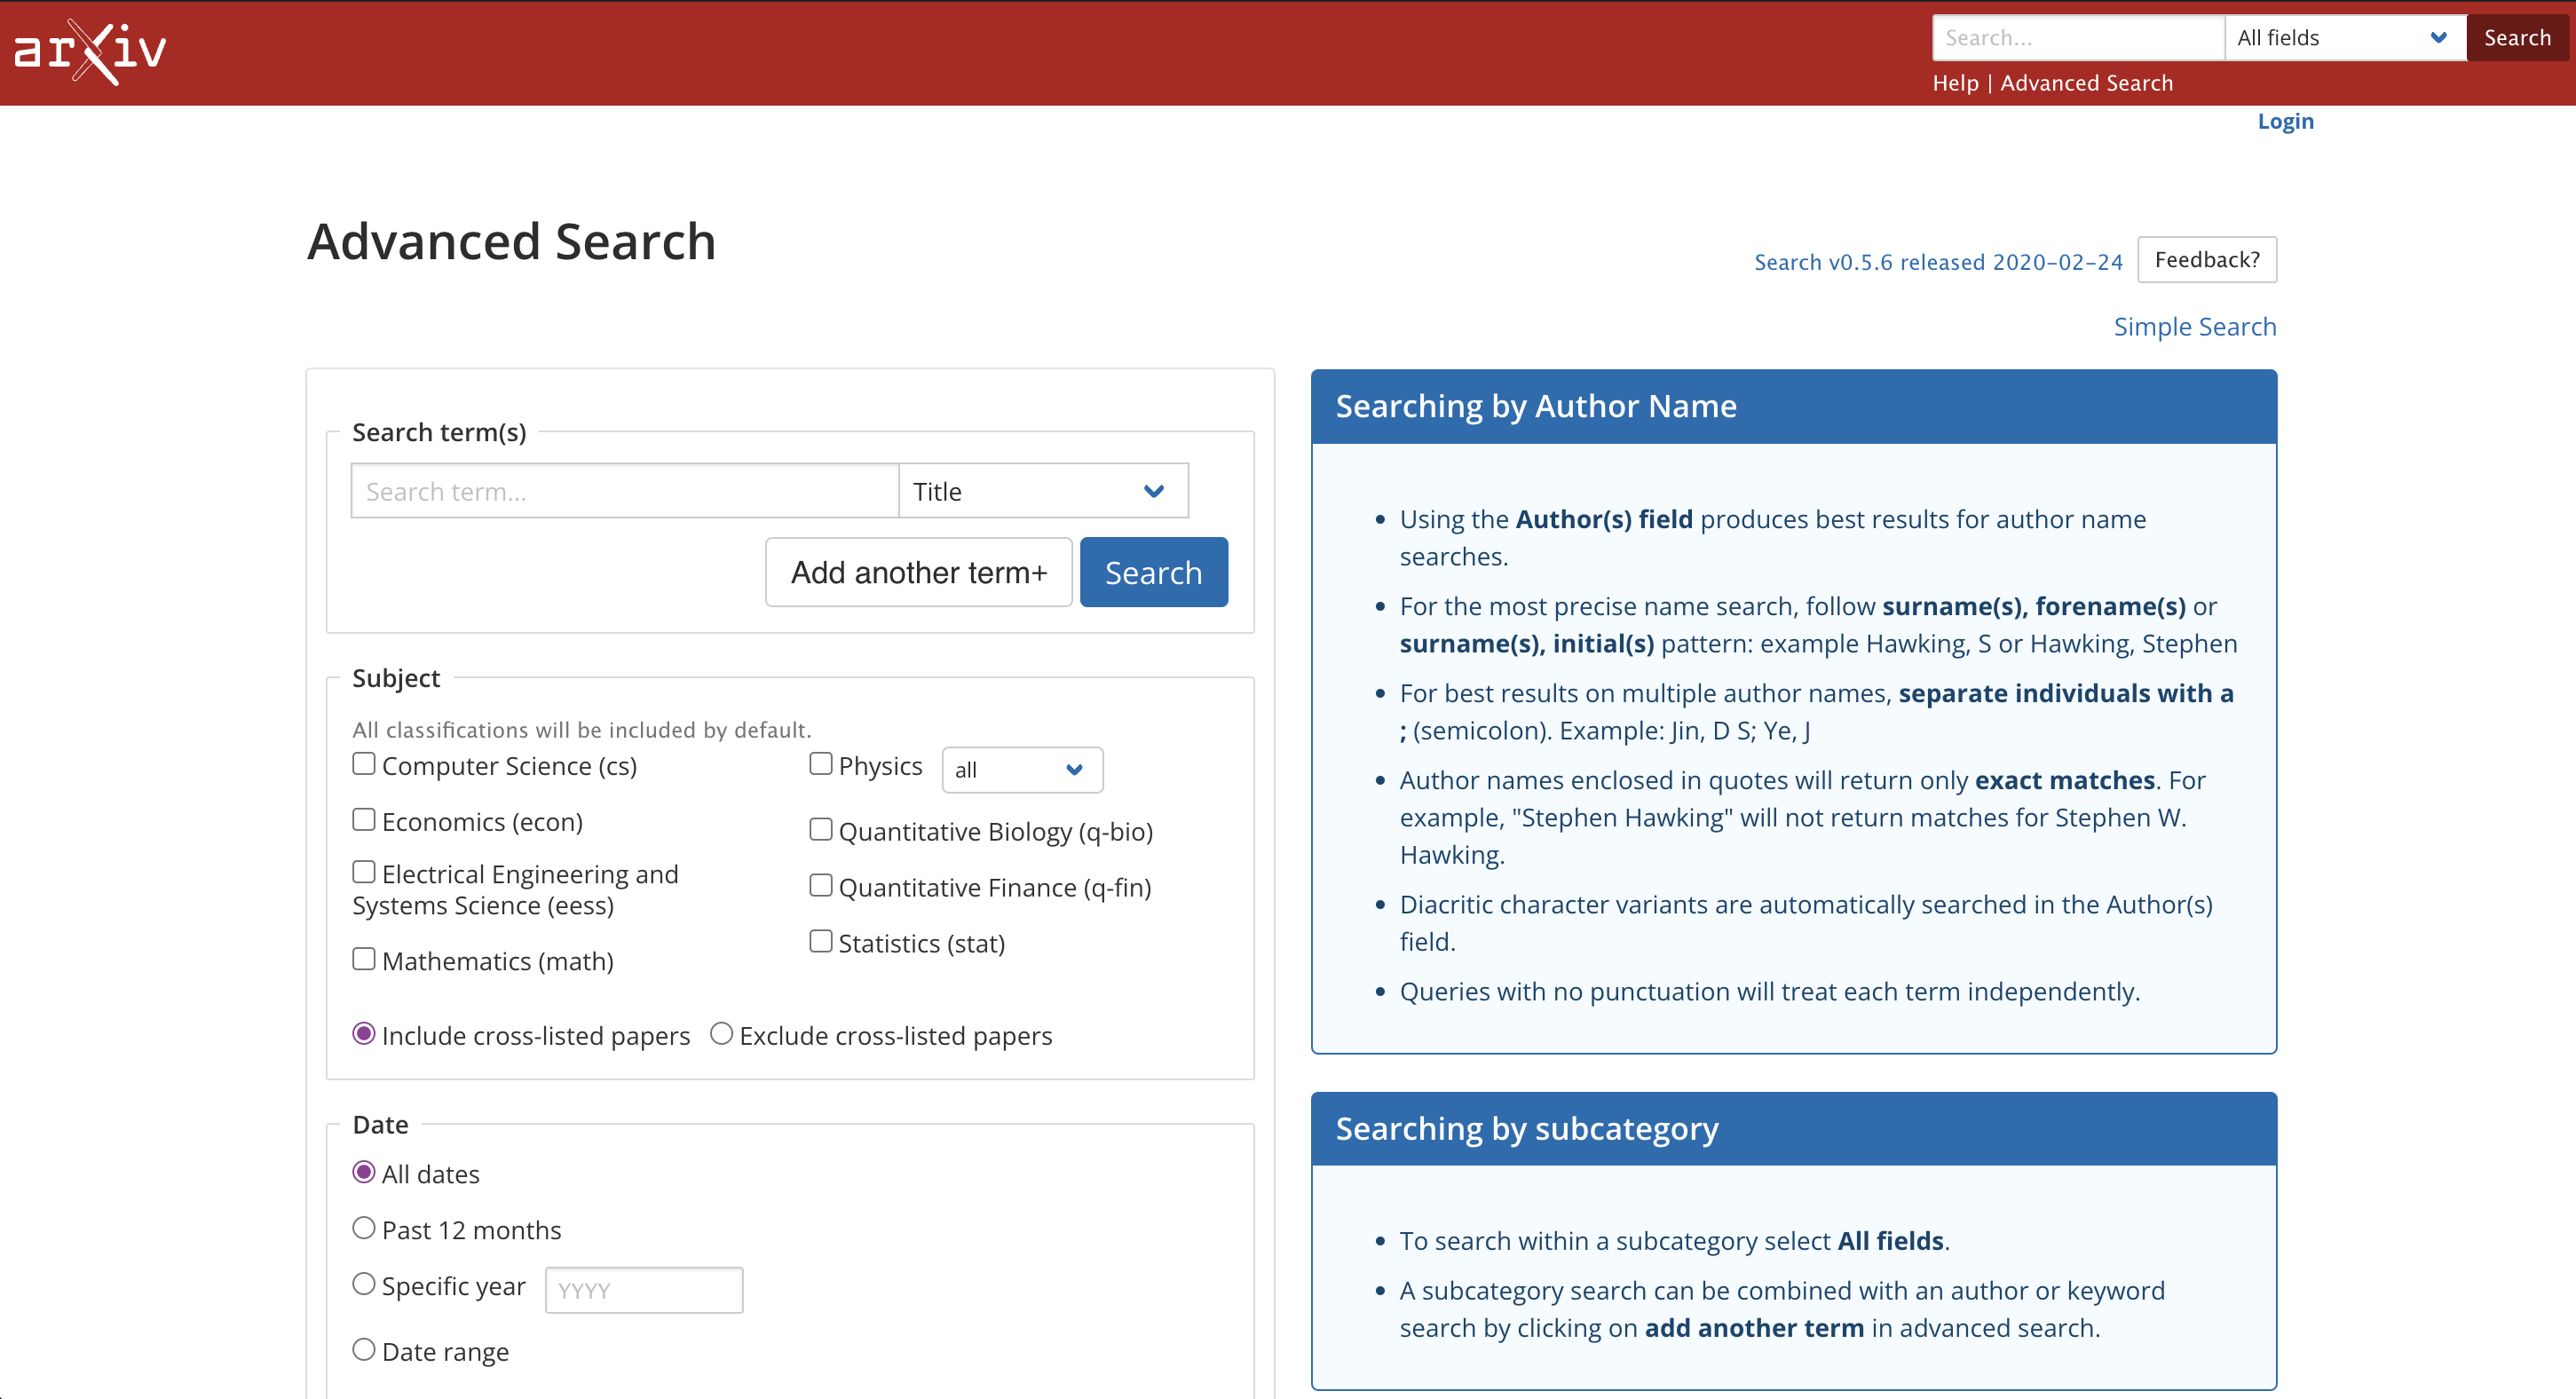 arXiv
Search...
All fields
Search
Help | Advanced Search
Login
Advanced Search
Search v0.5.6 released 2020-02-24
Feedback?
Simple Search
Search term(s)
Search term...
Title
Add another term+
Search
Subject
All classifications will be included by default.
Computer Science (cs)
Physics
all
Economics (econ)
Quantitative Biology (q-bio)
Electrical Engineering and
Systems Science (eess)
Quantitative Finance (q-fin)
Mathematics (math)
Statistics (stat)
Include cross-listed papers
Exclude cross-listed papers
Date
All dates
Past 12 months
Specific year
YYYY
Date range
Searching by Author Name
Using the Author(s) field produces best results for author name
searches.
For the most precise name search, follow surname(s), forename(s) or
surname(s), initial(s) pattern: example Hawking, S or Hawking, Stephen
For best results on multiple author names, separate individuals with a
; (semicolon). Example: Jin, D S; Ye, J
Author names enclosed in quotes will return only exact matches. For
example, "Stephen Hawking" will not return matches for Stephen W.
Hawking.
Diacritic character variants are automatically searched in the Author(s)
field.
Queries with no punctuation will treat each term independently.
Searching by subcategory
To search within a subcategory select All fields.
A subcategory search can be combined with an author or keyword
search by clicking on add another term in advanced search.